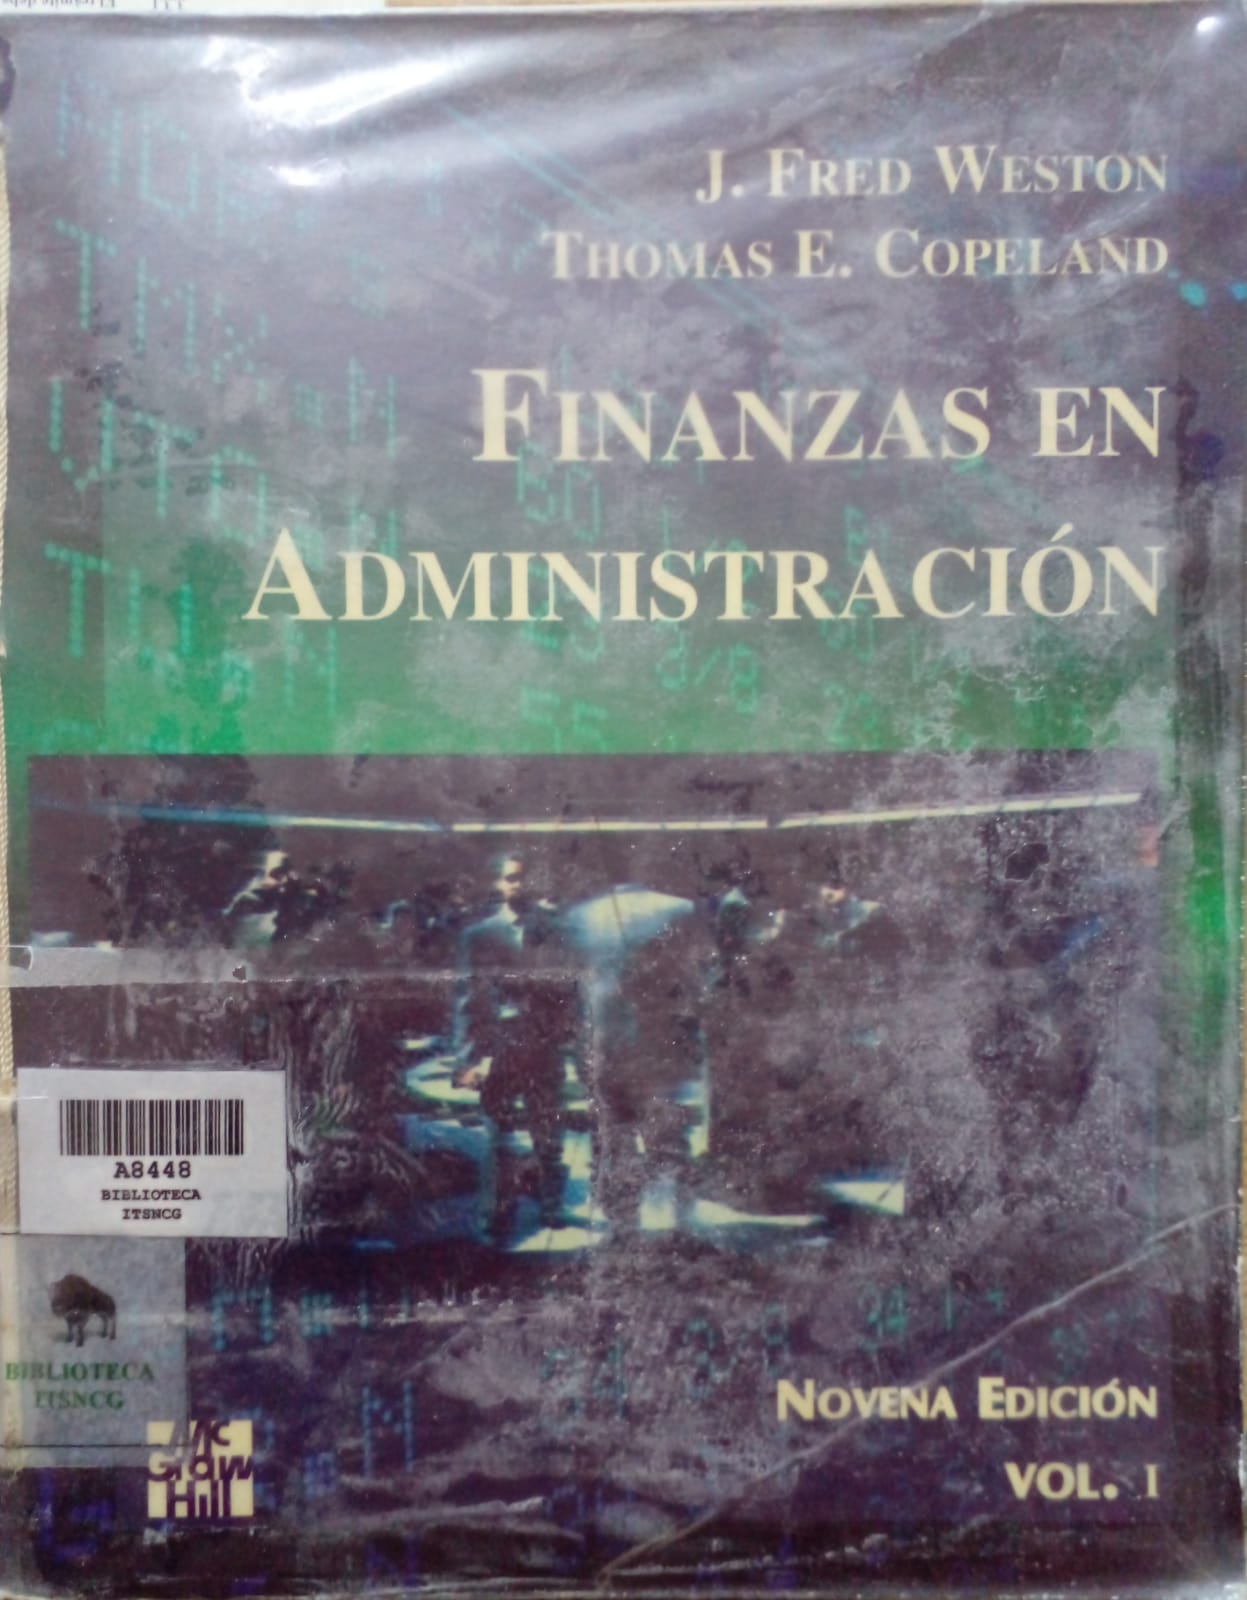 J. FRED WESTON
THOMAS E. COPELAND
FINANZAS EN
ADMINISTRACIÓN
A8448
BIBLIOTECA
ITSNCG
BIBLIOTECA
ITSNCG
Mc
Graw
Hill
NOVENA EDICIÓN
VOL. I